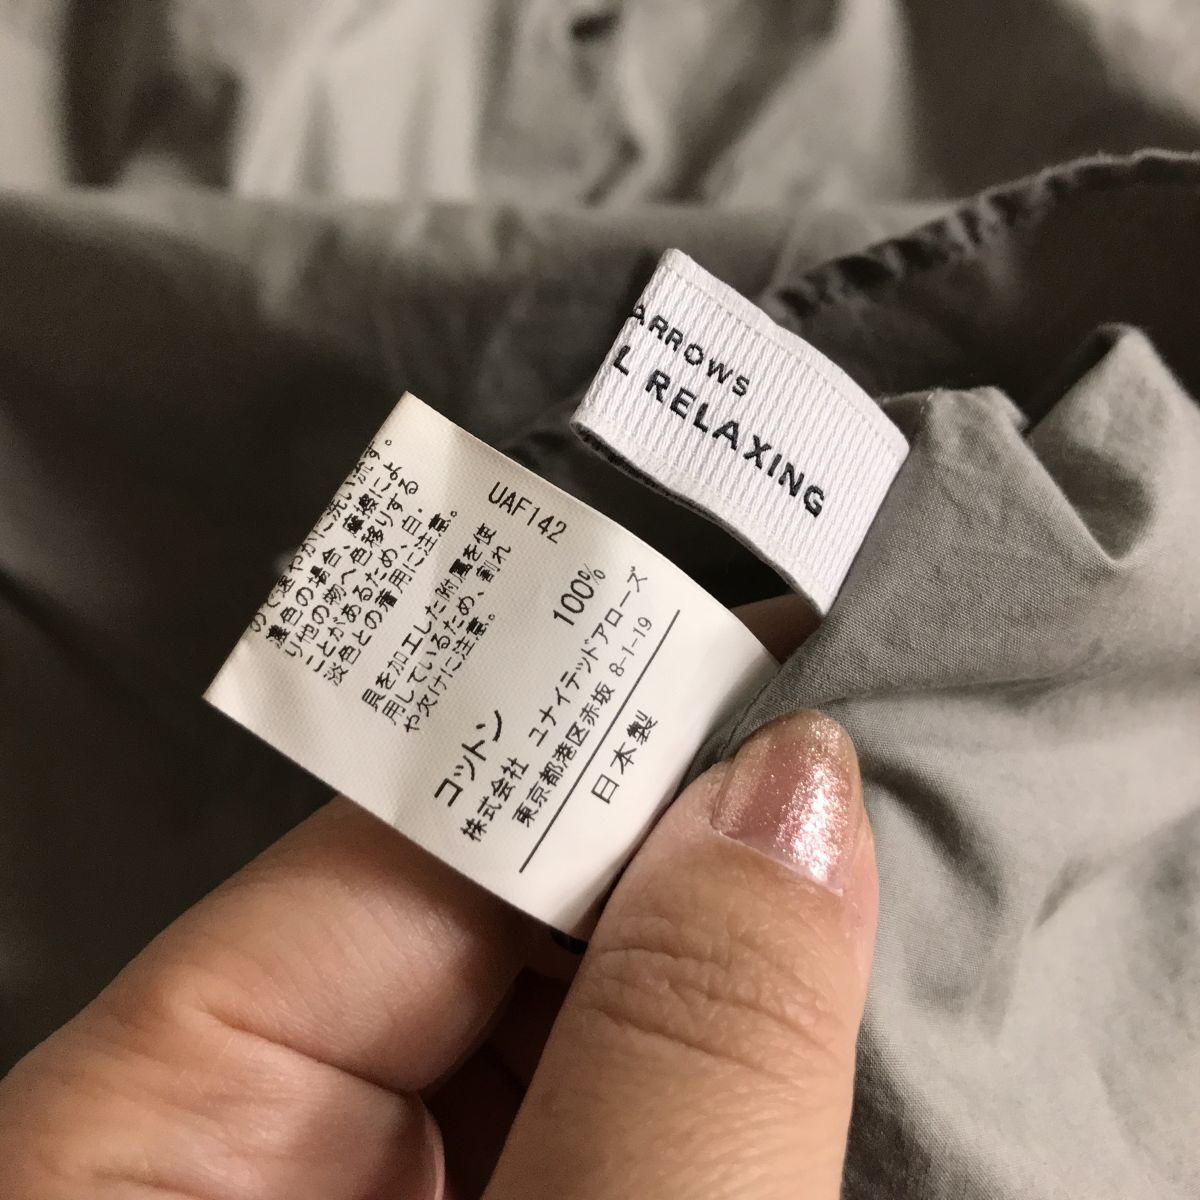 ARROWS
L RELAXING
UAF142
めて速やかに洗い流す。
濃色の場合、摩擦による
り他の物へ色移りする
ことがあるため、白・
淡色との着用に注意。
貝を加工した附属を使
用しているため、割れ
や欠けに注意。
コットン 100%
株式会社 ユナイテッドアローズ
東京都港区赤坂 8-1-19
日本製